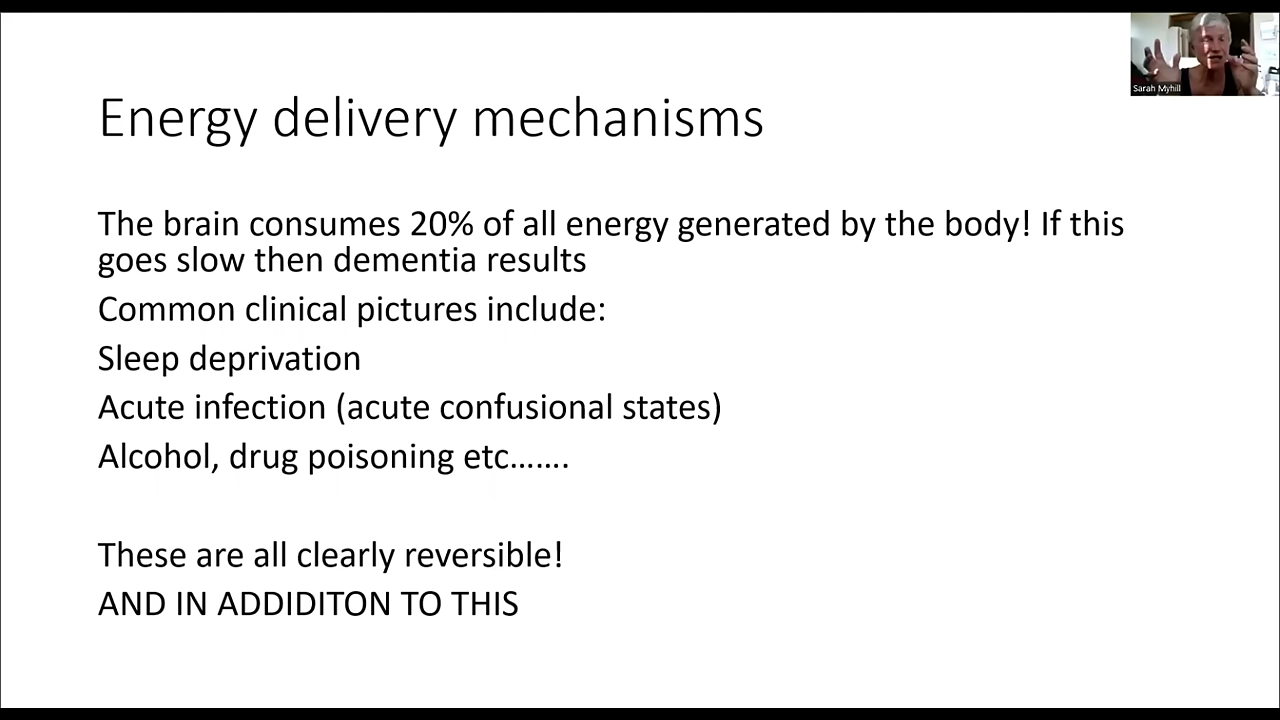 Sarah Myhill
Energy delivery mechanisms
The brain consumes 20% of all energy generated by the body! If this
goes slow then dementia results
Common clinical pictures include:
Sleep deprivation
Acute infection (acute confusional states)
Alcohol, drug poisoning etc…….
These are all clearly reversible!
AND IN ADDIDITON TO THIS